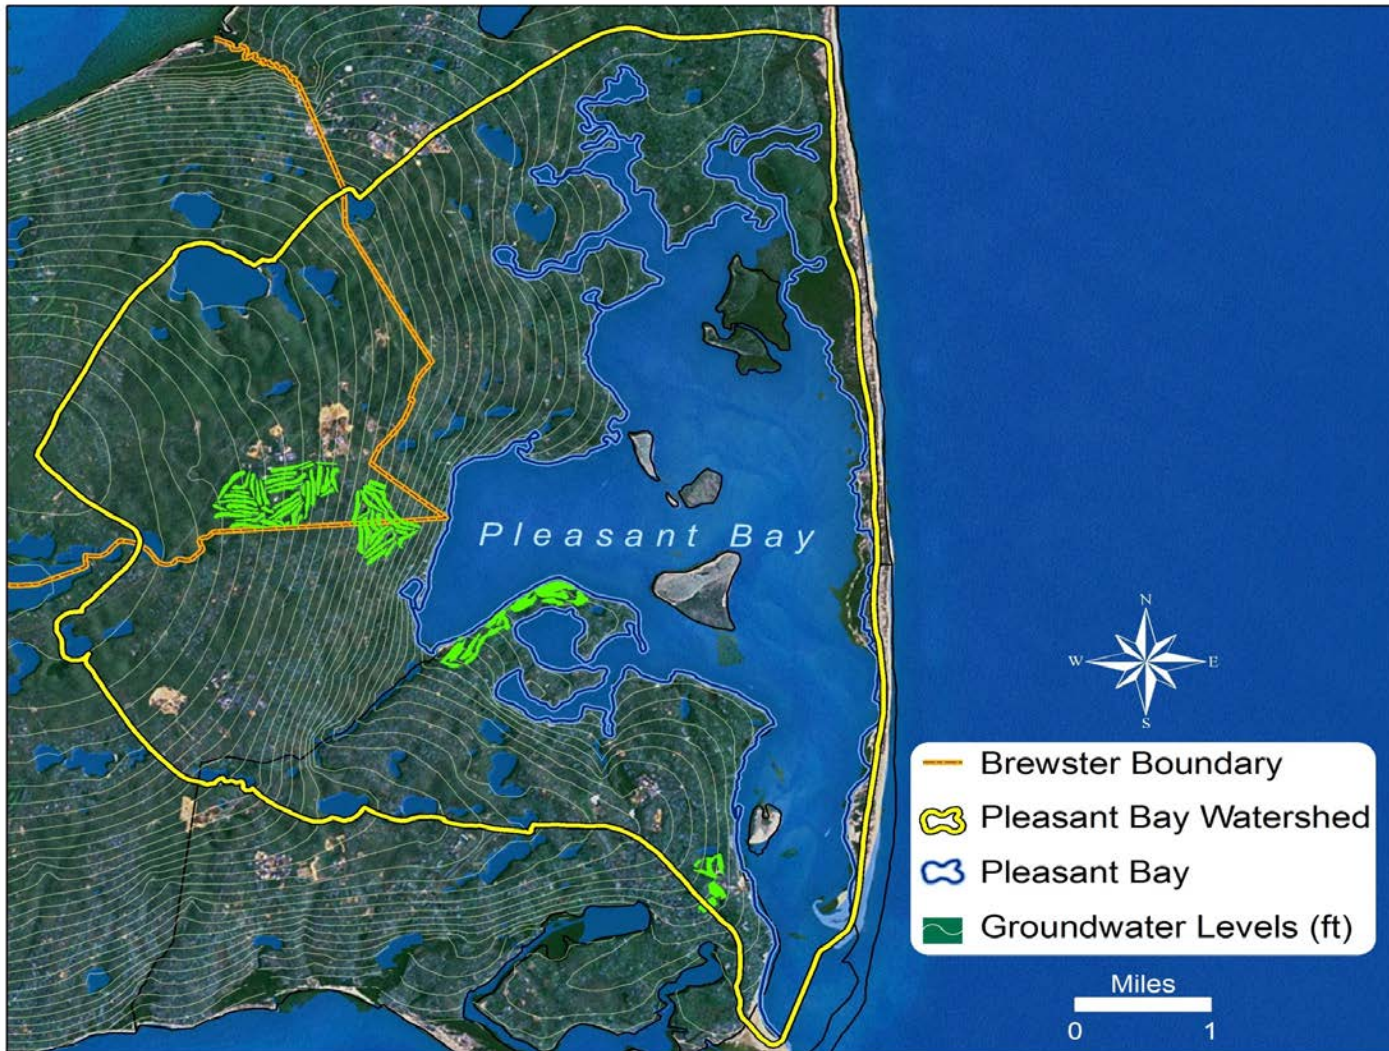 Pleasant Bay
N
W E
S
Brewster Boundary
Pleasant Bay Watershed
Pleasant Bay
Groundwater Levels (ft)
Miles
0 1